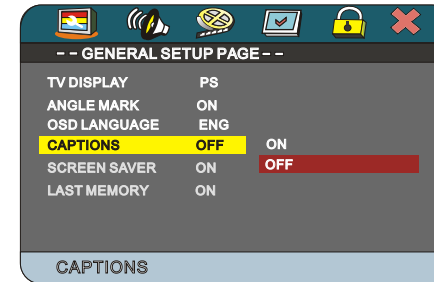 - - GENERAL SETUP PAGE - -
TV DISPLAY PS
ANGLE MARK ON
OSD LANGUAGE ENG
CAPTIONS OFF ON
SCREEN SAVER ON OFF
LAST MEMORY ON
CAPTIONS